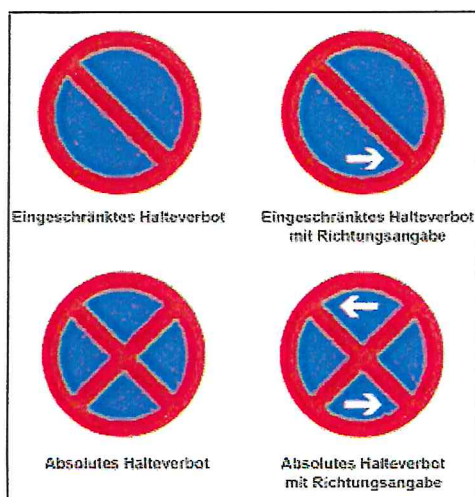 Eingeschränktes Halteverbot
Eingeschränktes Halteverbot
mit Richtungsangabe
Absolutes Halteverbot
Absolutes Halteverbot
mit Richtungsangabe